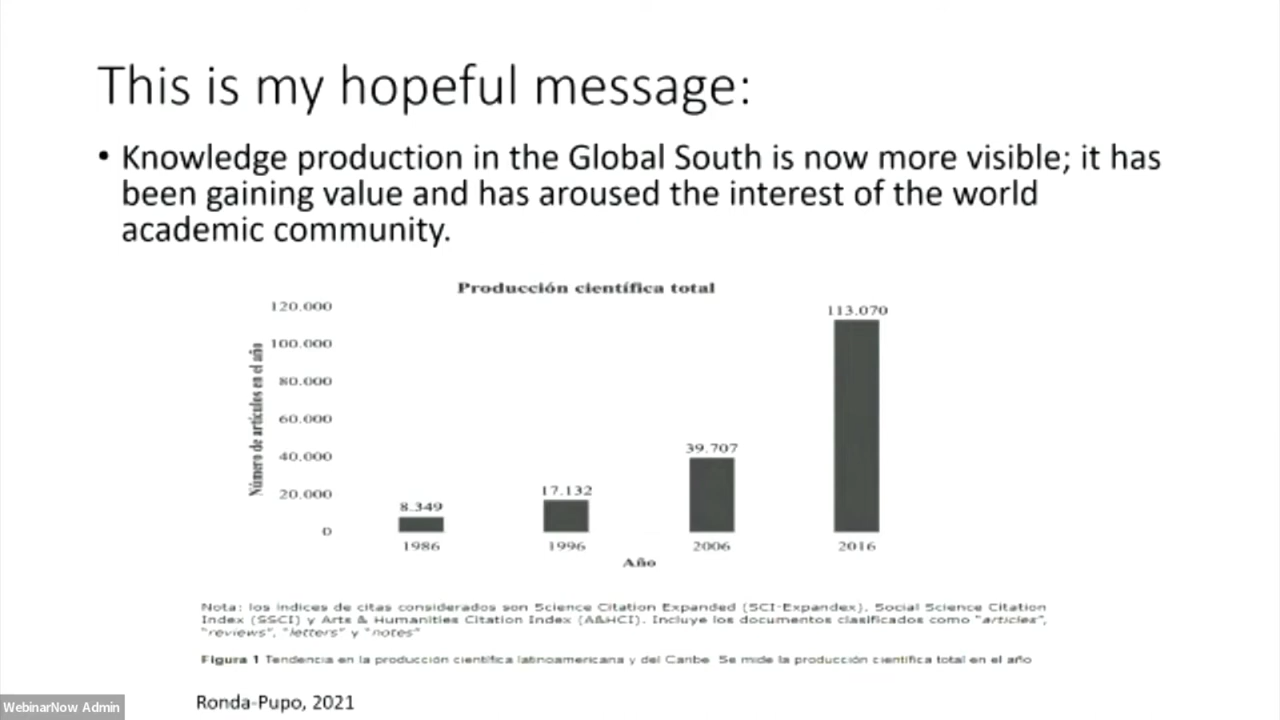 This is my hopeful message:
• Knowledge production in the Global South is now more visible; it has
been gaining value and has aroused the interest of the world
academic community.
Producción científica total
Número de artículos en el año
120.000
100.000
80.000
60.000
40.000
20.000
0
8.349
17.132
39.707
113.070
1986
1996
2006
2016
Año
Nota: los índices de citas considerados son Science Citation Expanded (SCI-Expandex), Social Science Citation
Index (SSCI) y Arts & Humanities Citation Index (A&HCI). Incluye los documentos clasificados como "articles",
"reviews", "letters" y "notes"
Figura 1 Tendencia en la producción científica latinoamericana y del Caribe. Se mide la producción científica total en el año
Ronda-Pupo, 2021
WebinarNow Admin